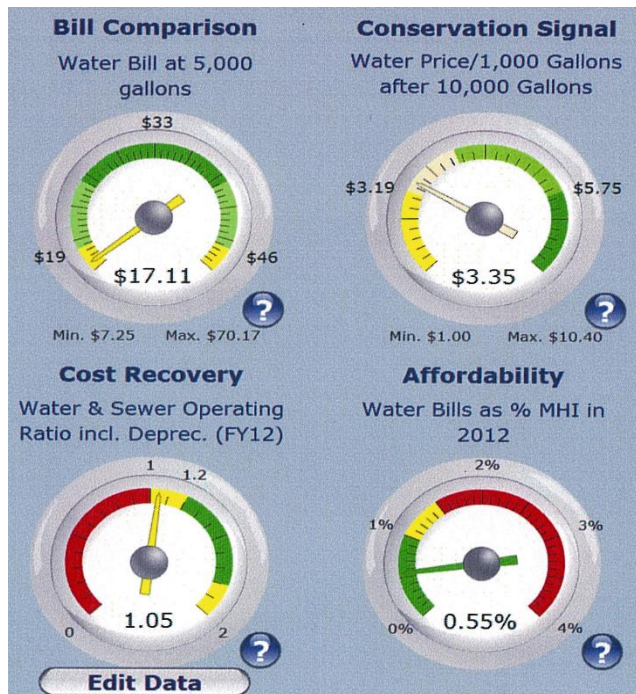 Bill Comparison
Water Bill at 5,000
gallons
$33
$19
$46
$17.11
?
Min. $7.25 Max. $70.17
Conservation Signal
Water Price/1,000 Gallons
after 10,000 Gallons
$3.19
$5.75
$3.35
?
Min. $1.00 Max. $10.40
Cost Recovery
Water & Sewer Operating
Ratio incl. Deprec. (FY12)
1
1.2
0
2
1.05
?
Edit Data
Affordability
Water Bills as % MHI in
2012
2%
1%
3%
0%
4%
0.55%
?